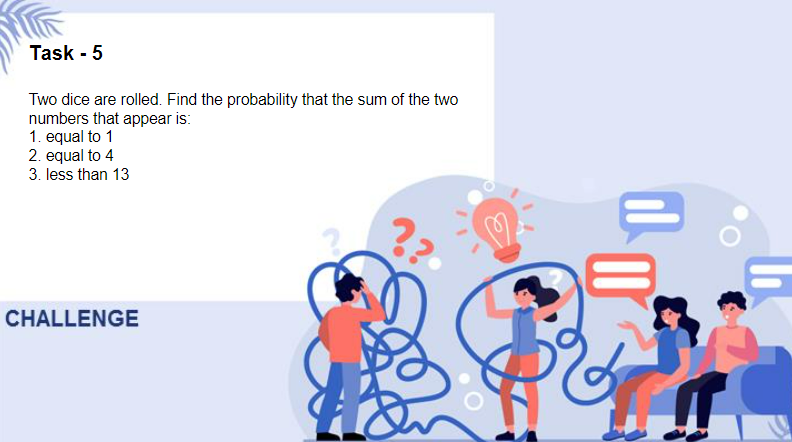 Task - 5
Two dice are rolled. Find the probability that the sum of the two
numbers that appear is:
1. equal to 1
2. equal to 4
3. less than 13
? ? ?
?
CHALLENGE